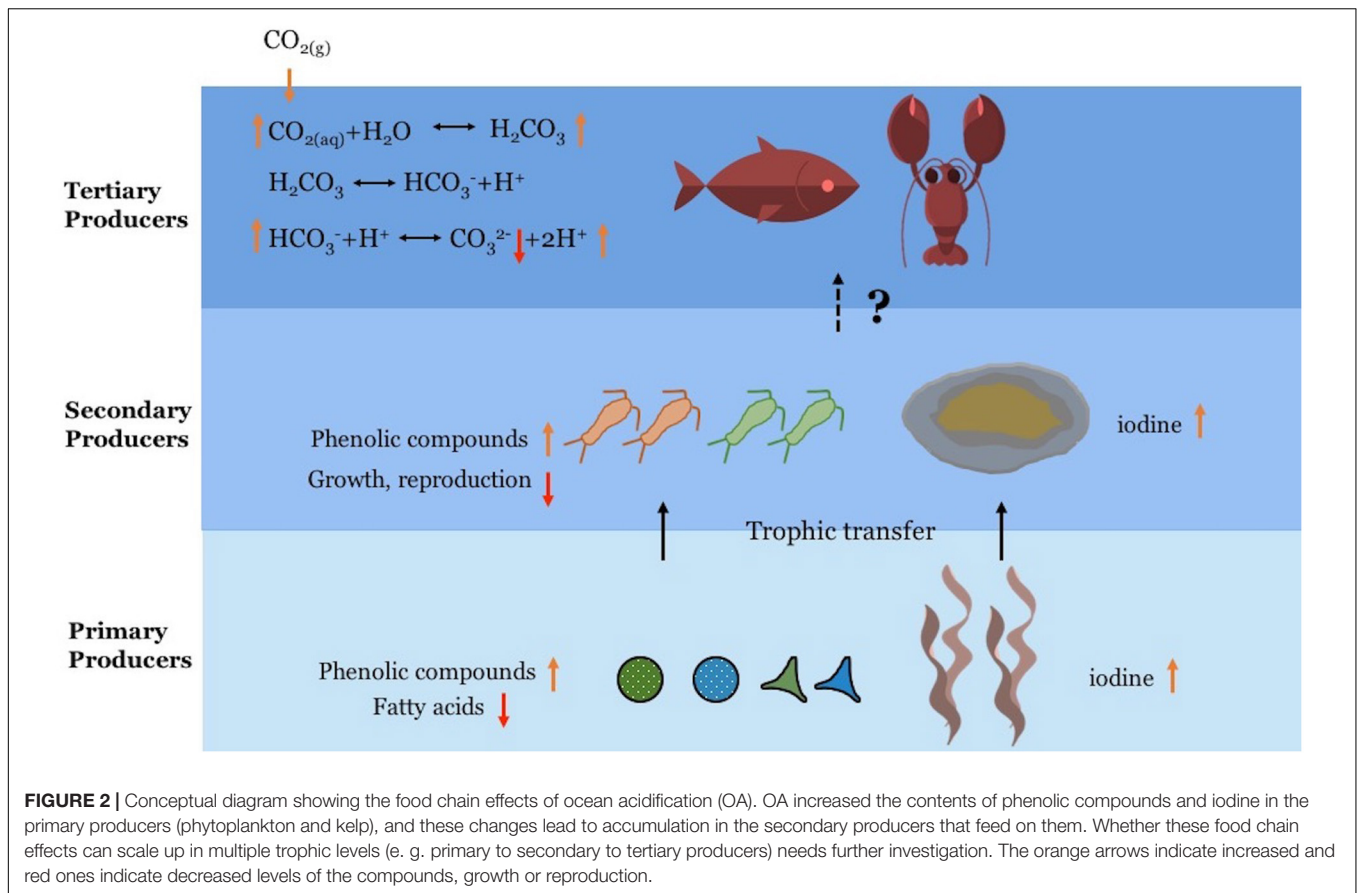 CO2(g)
CO2(aq)+H2O ⟷ H2CO3
Tertiary
Producers
H2CO3 ⟷ HCO3-+H+
HCO3-+H+ ⟷ CO3 2-+2H+
?
Secondary
Producers
Phenolic compounds
Growth, reproduction
iodine
Trophic transfer
Primary
Producers
Phenolic compounds
Fatty acids
iodine
FIGURE 2 | Conceptual diagram showing the food chain effects of ocean acidification (OA). OA increased the contents of phenolic compounds and iodine in the
primary producers (phytoplankton and kelp), and these changes lead to accumulation in the secondary producers that feed on them. Whether these food chain
effects can scale up in multiple trophic levels (e. g. primary to secondary to tertiary producers) needs further investigation. The orange arrows indicate increased and
red ones indicate decreased levels of the compounds, growth or reproduction.